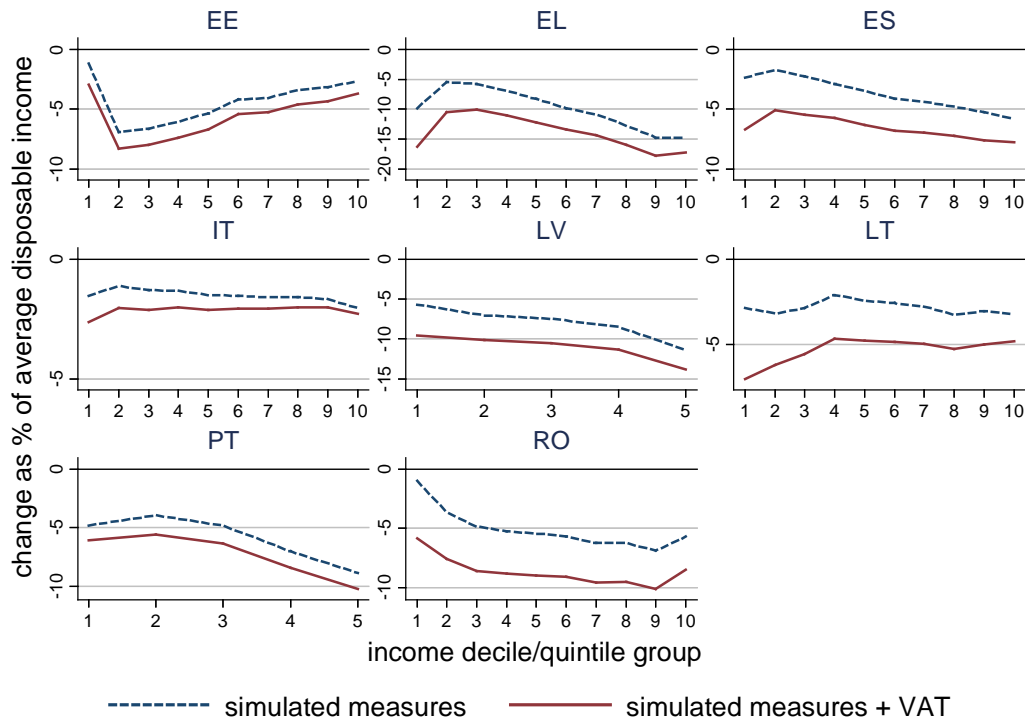 EE EL ES
0 -5 -10
1 2 3 4 5 6 7 8 9 10
0 -5 -10 -15 -20
1 2 3 4 5 6 7 8 9 10
0 -5 -10
1 2 3 4 5 6 7 8 9 10
IT LV LT
0 -5
1 2 3 4 5 6 7 8 9 10
0 -5 -10 -15
1 2 3 4 5
0 -5
1 2 3 4 5 6 7 8 9 10
PT RO
0 -5 -10
1 2 3 4 5
0 -5 -10
1 2 3 4 5 6 7 8 9 10
change as % of average disposable income
income decile/quintile group
simulated measures simulated measures + VAT